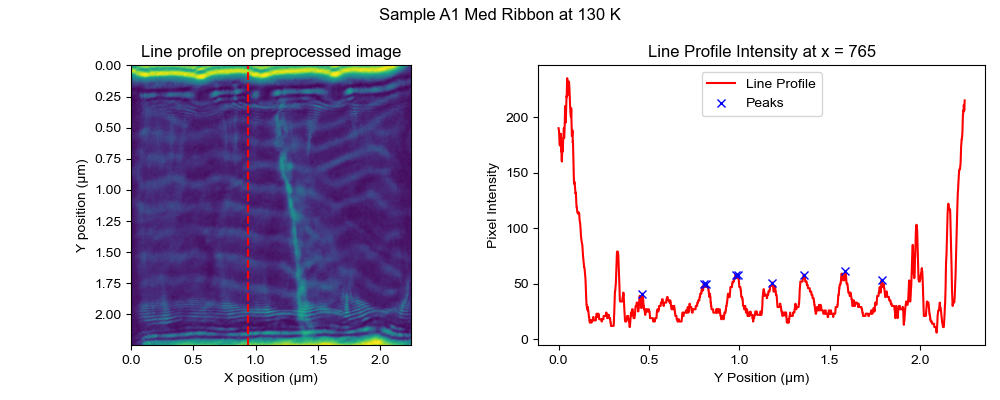 Sample A1 Med Ribbon at 130 K
Line profile on preprocessed image
0.00
0.25
0.50
0.75
1.00
1.25
1.50
1.75
2.00
Y position (μm)
0.0 0.5 1.0 1.5 2.0
X position (μm)
Line Profile Intensity at x = 765
Line Profile
Peaks
200
150
100
50
0
Pixel Intensity
0.0 0.5 1.0 1.5 2.0
Y Position (μm)